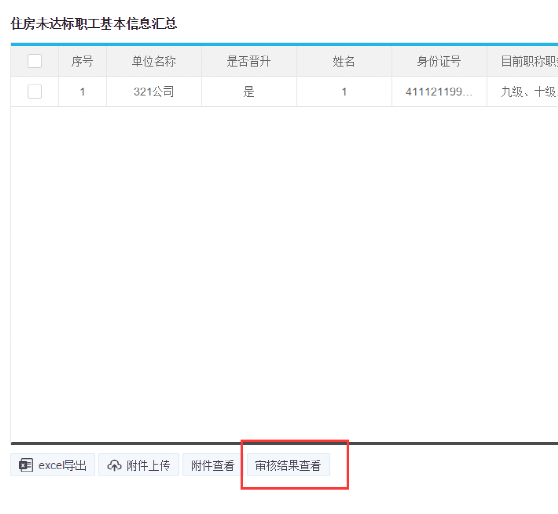 住房未达标职工基本信息汇总
序号 单位名称 是否晋升 姓名 身份证号 目前职称职
1 321公司 是 1 411121199... 九级、十级
excel导出 附件上传 附件查看 审核结果查看